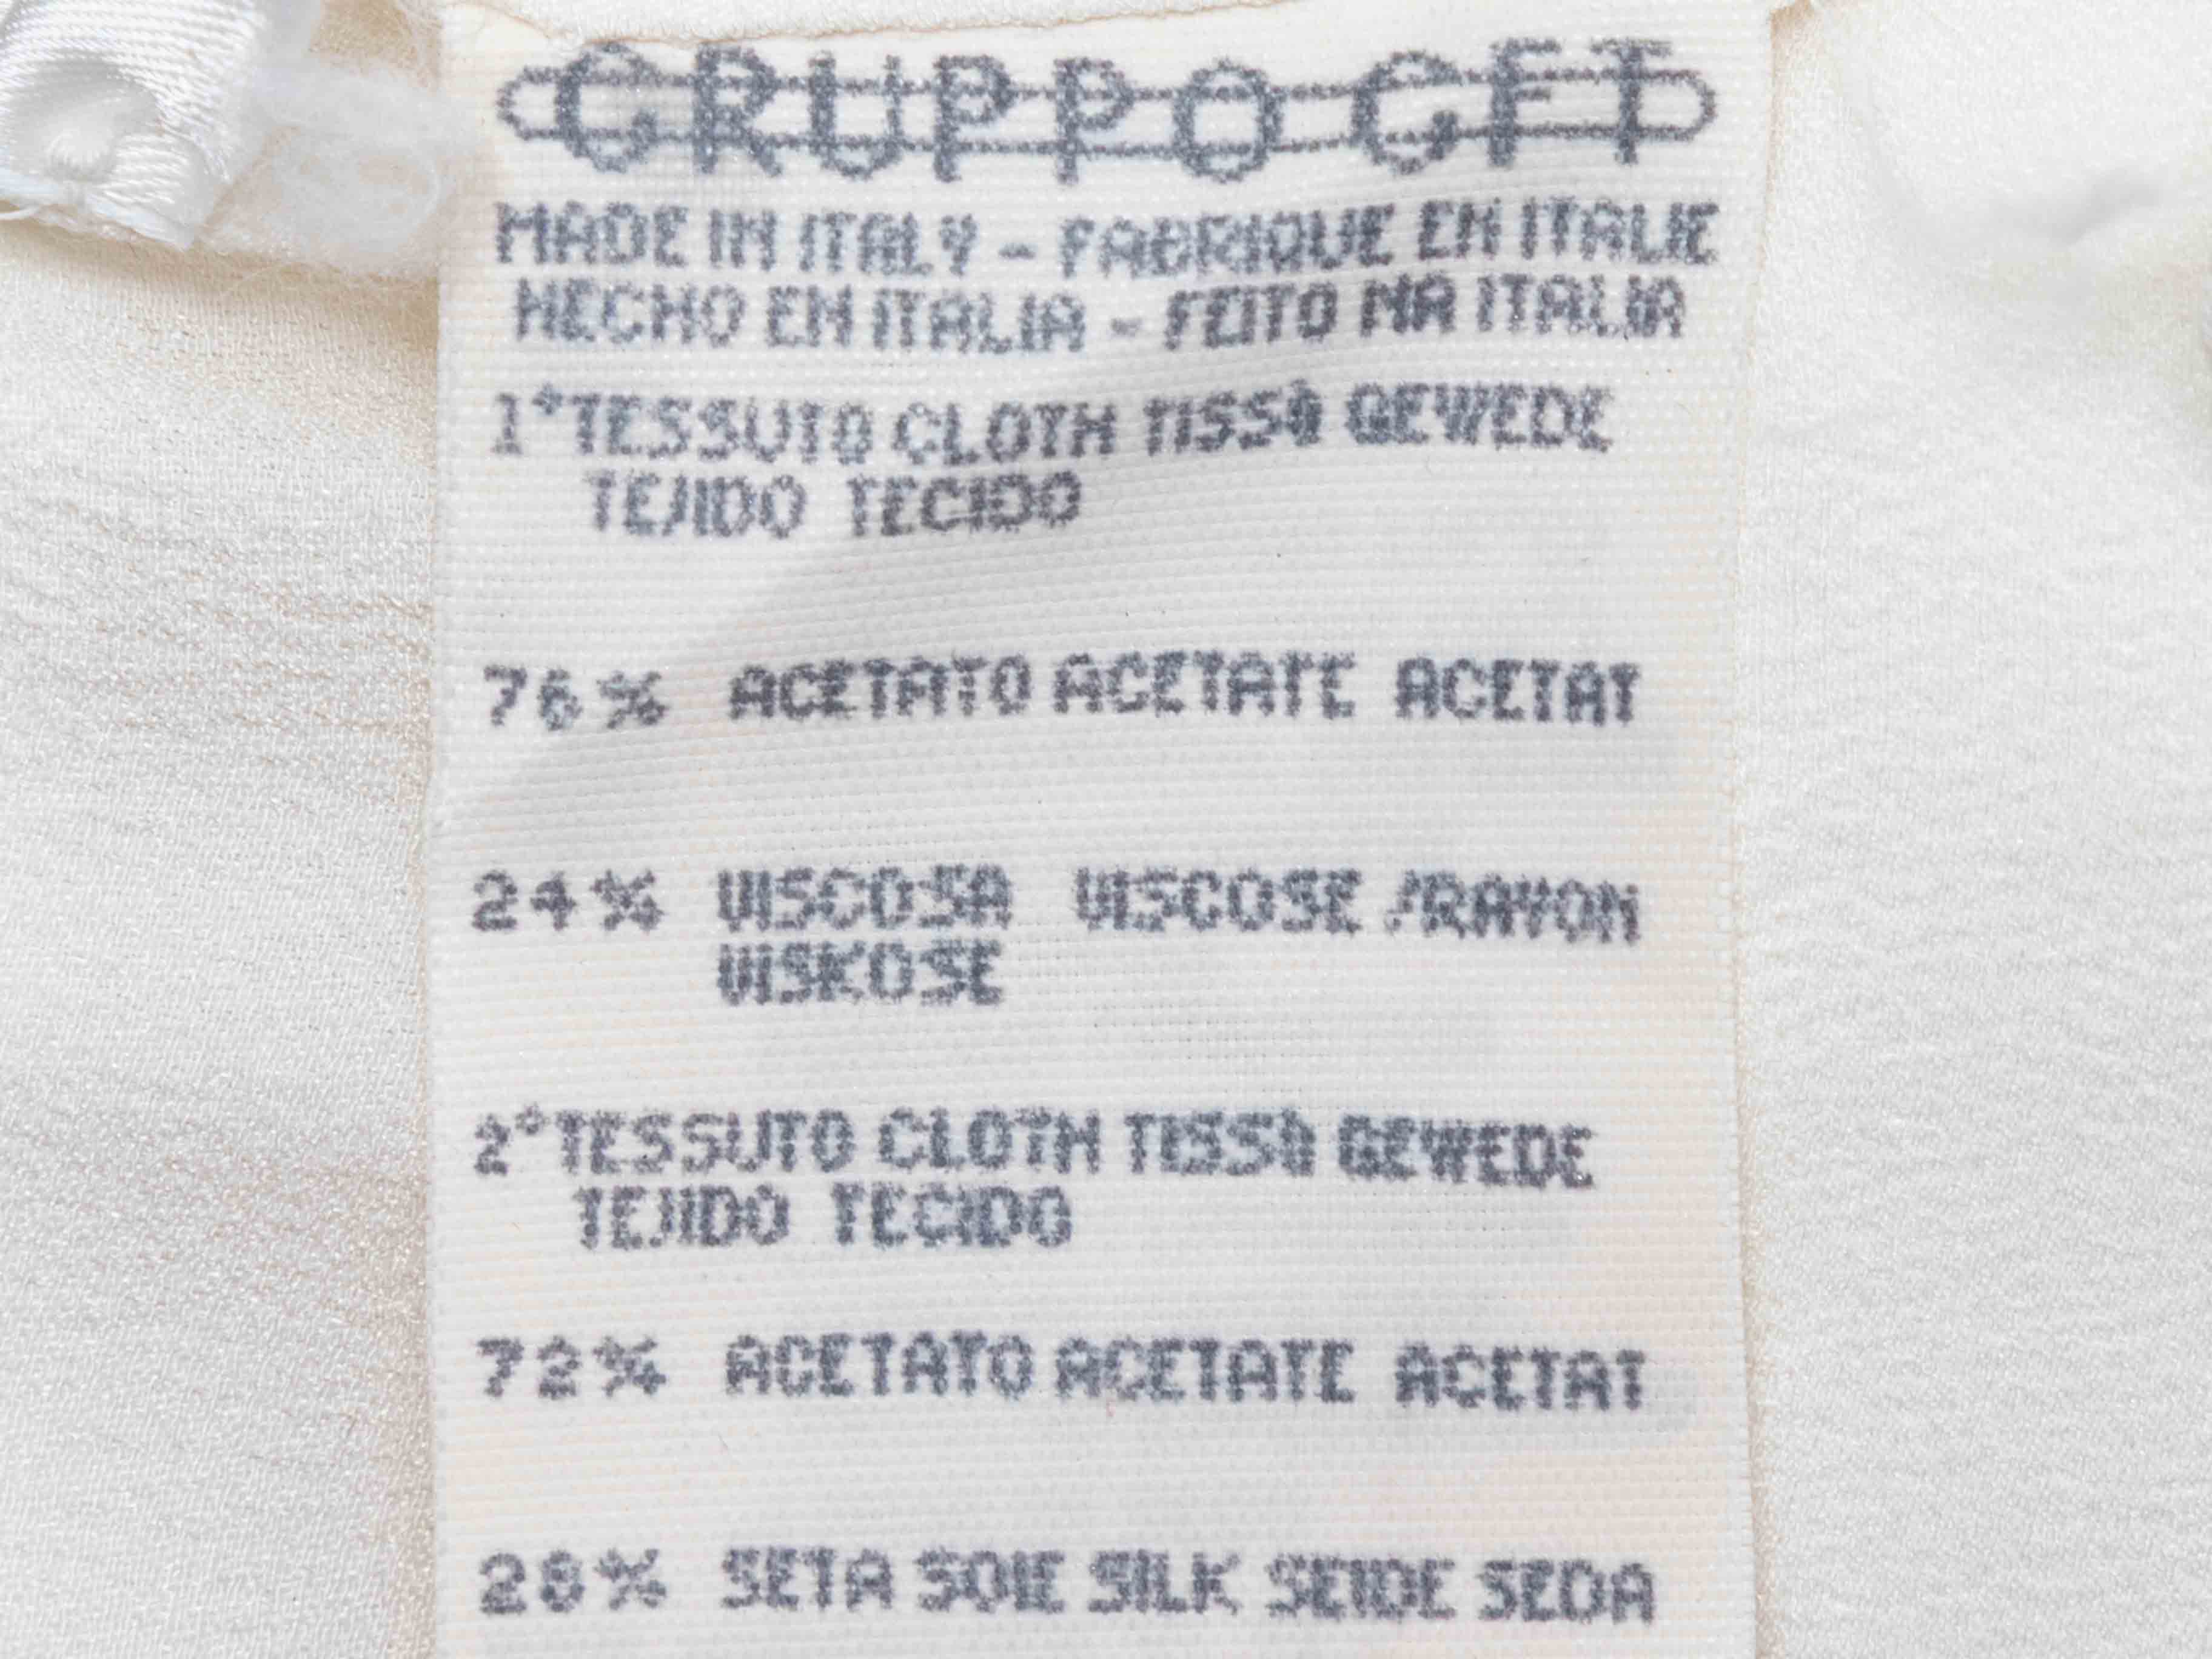 GRUPPO GFT
MADE IN ITALY - FABRIQUE EN ITALIE
HECHO EN ITALIA - FEITO NA ITALIA
1°TESSUTO CLOTH TISSÙ GEWEDE
TEJIDO TECIDO
76% ACETATO ACETATE ACETAT
24% VISCOSA VISCOSE /RAYON
VISKOSE
2°TESSUTO CLOTH TISSÙ GEWEDE
TEJIDO TECIDO
72% ACETATO ACETATE ACETAT
28% SETA SOIE SILK SEIDE SEDA